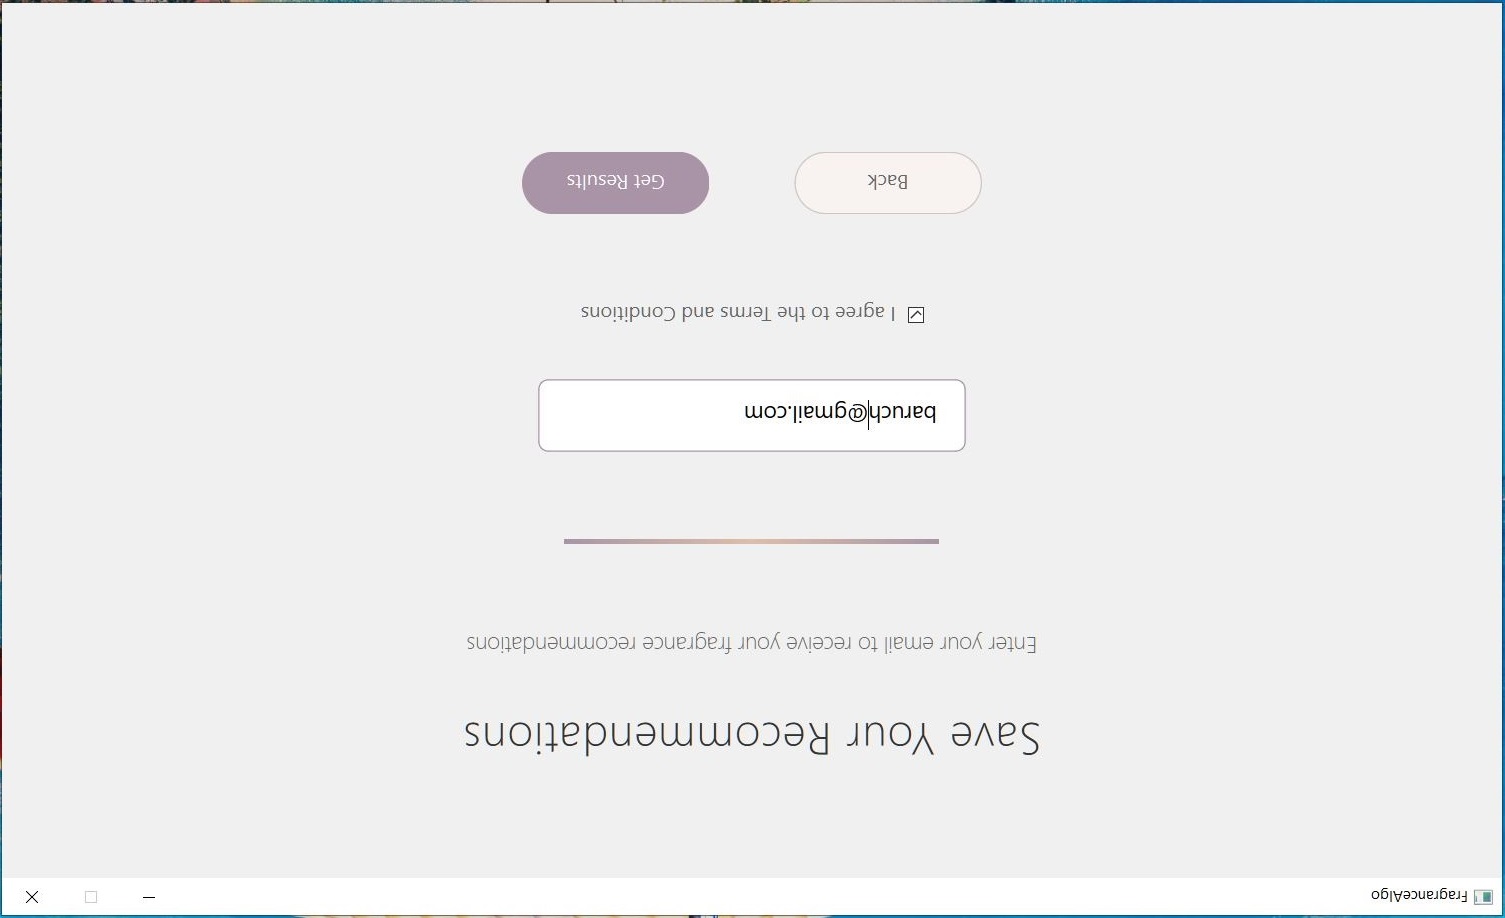 FragranceAlgo
Save Your Recommendations
Enter your email to receive your fragrance recommendations
baruch@gmail.com
I agree to the Terms and Conditions
Back
Get Results